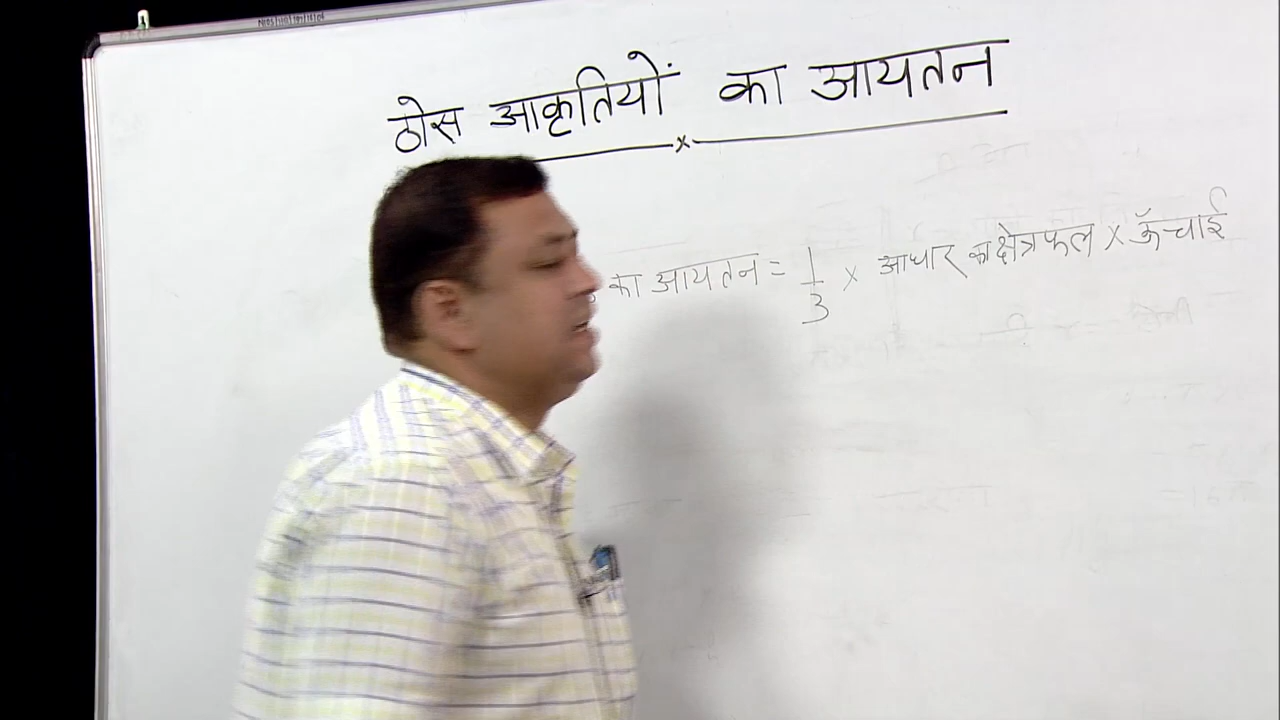 ठोस आकृतियों का आयतन
का आयतन = 1/3 × आधार का क्षेत्रफल × ऊँचाई